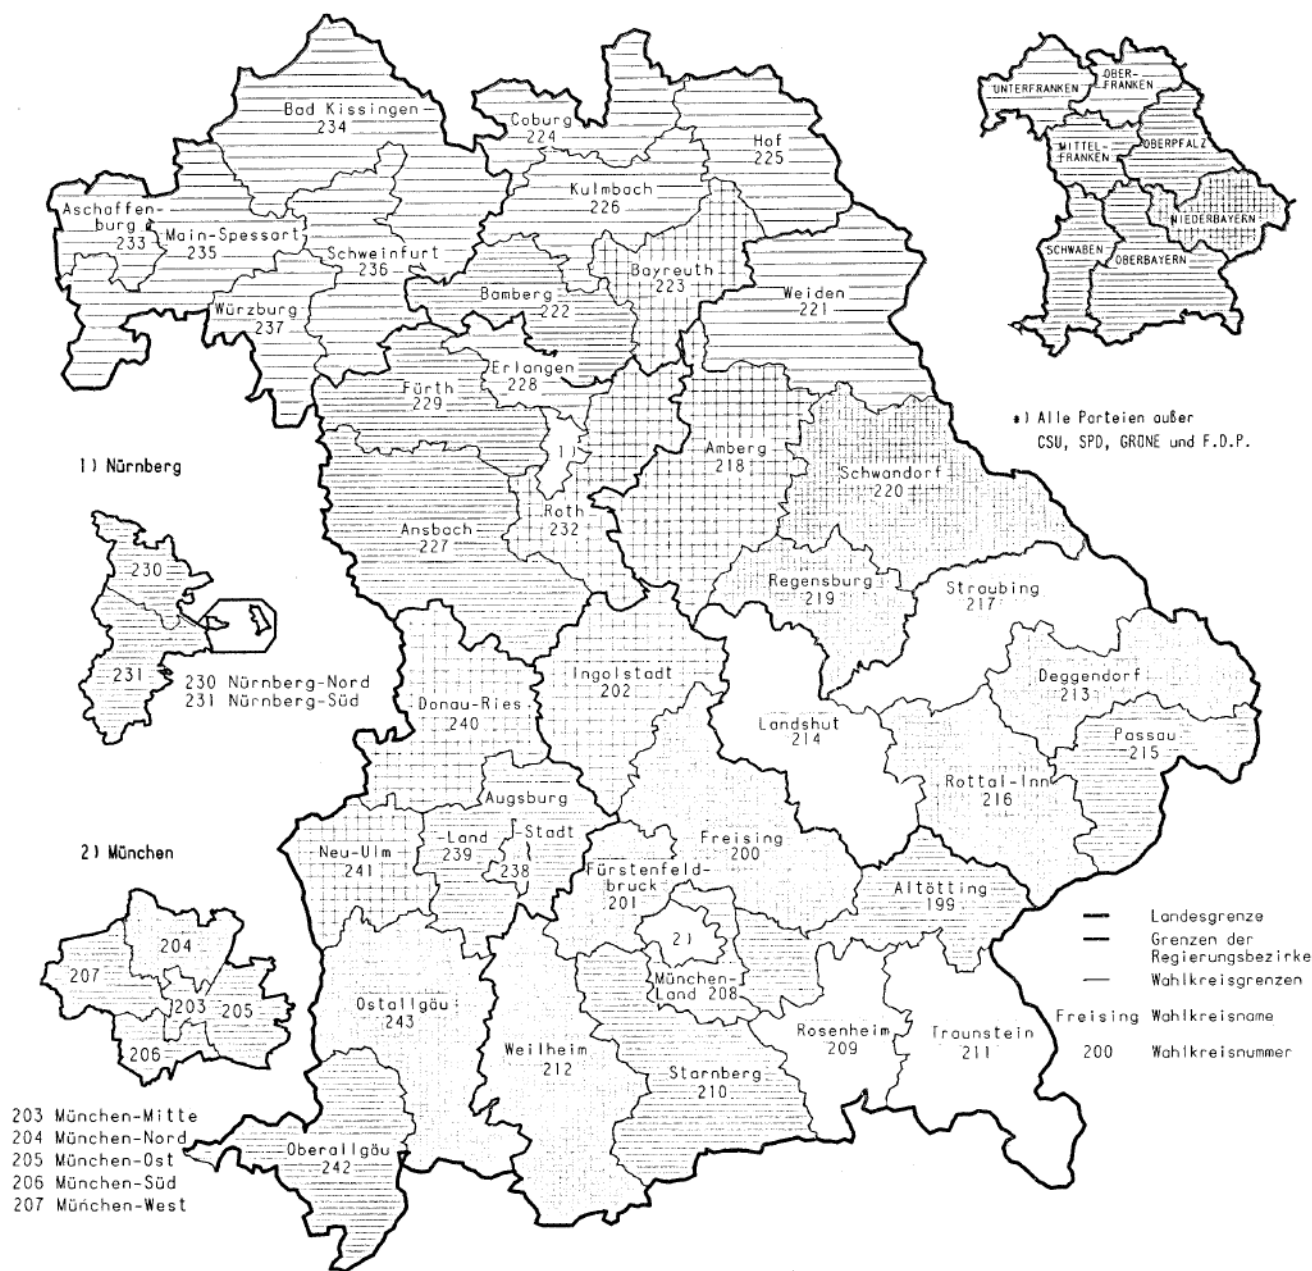 Bad Kissingen
234
Coburg
224
Hof
225
Kulmbach
226
Aschaffen-
burg
233
Main-Spessart
235
Schweinfurt
236
Bayreuth
223
Bamberg
222
Würzburg
237
Weiden
221
Erlangen
228
Fürth
229
1)
Amberg
218
Schwandorf
220
Roth
232
Ansbach
227
Regensburg
219
Straubing
217
Ingolstadt
202
Deggendorf
213
Donau-Ries
240
Landshut
214
Passau
215
Rottal-Inn
216
Augsburg
-Land
239
-Stadt
238
Freising
200
Neu-Ulm
241
Fürstenfeld-
bruck
201
Altötting
199
2)
München-
Land 208
Ostallgäu
243
Weilheim
212
Rosenheim
209
Traunstein
211
Starnberg
210
Oberallgäu
242
UNTERFRANKEN
OBER-
FRANKEN
MITTEL-
FRANKEN
OBERPFALZ
NIEDERBAYERN
SCHWABEN
OBERBAYERN
*) Alle Parteien außer
CSU, SPD, GRÜNE und F.D.P.
1) Nürnberg
230
231
230 Nürnberg-Nord
231 Nürnberg-Süd
2) München
204
207
203
205
206
203 München-Mitte
204 München-Nord
205 München-Ost
206 München-Süd
207 München-West
Landesgrenze
Grenzen der
Regierungsbezirke
Wahlkreisgrenzen
Freising Wahlkreisname
200 Wahlkreisnummer